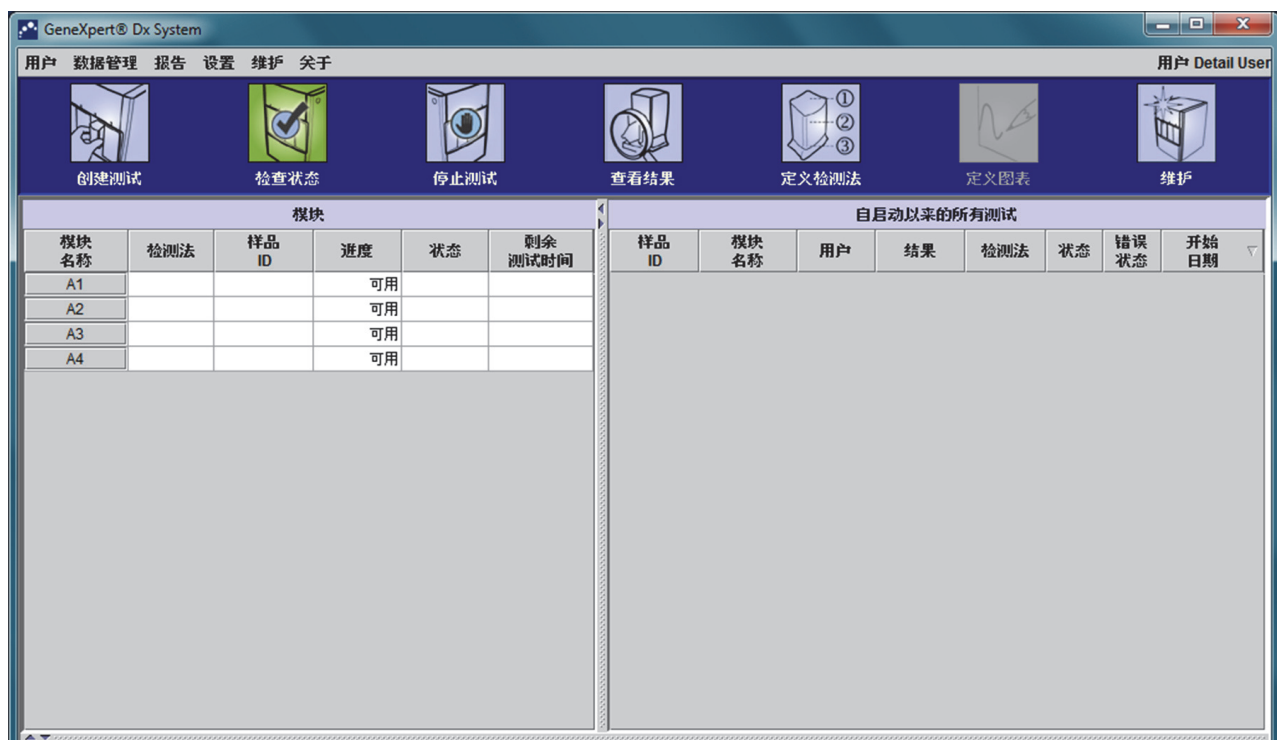 GeneXpert® Dx System
用户 数据管理 报告 设置 维护 关于 用户 Detail User
①
②
③
创建测试 检查状态 停止测试 查看结果 定义检测法 定义图表 维护
模块 自启动以来的所有测试
模块名称 检测法 样品ID 进度 状态 剩余测试时间 样品ID 模块名称 用户 结果 检测法 状态 错误状态 开始日期
A1 可用
A2 可用
A3 可用
A4 可用